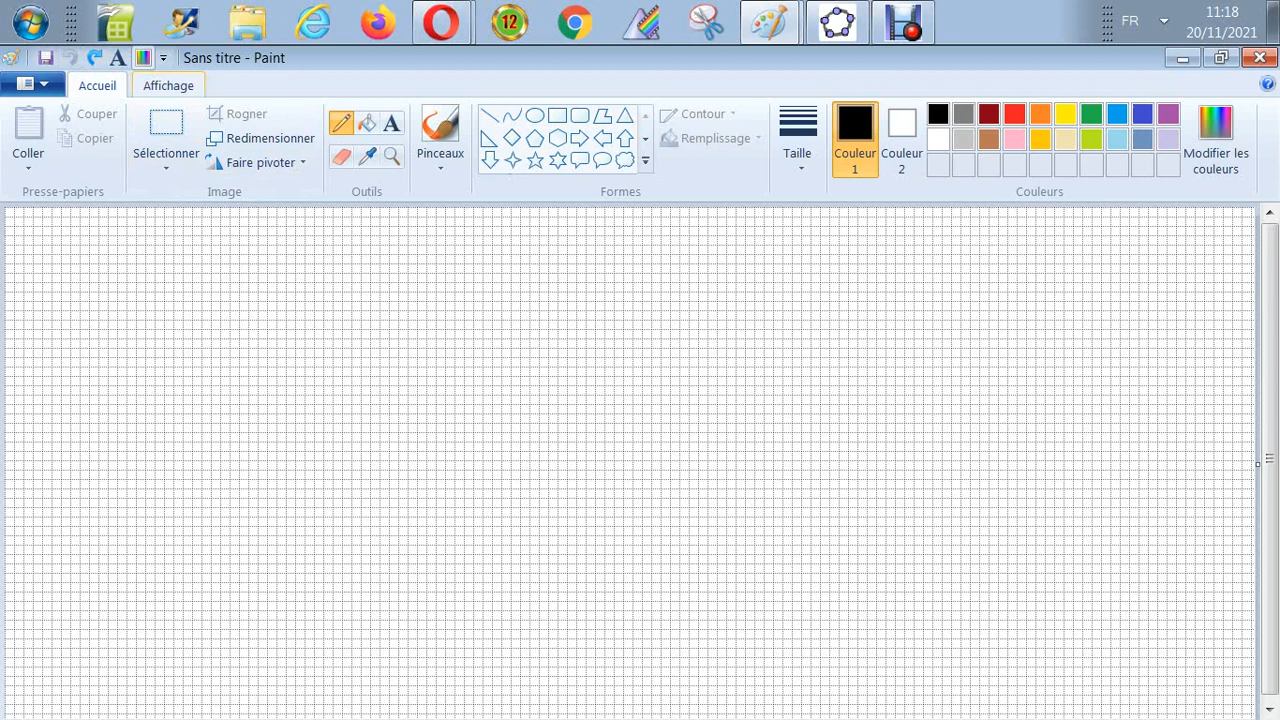 12
FR
11:18
20/11/2021
Sans titre - Paint
Accueil
Affichage
Coller
Couper
Copier
Presse-papiers
Sélectionner
Rogner
Redimensionner
Faire pivoter
Image
A
Outils
Pinceaux
Contour
Remplissage
Formes
Taille
Couleur 1
Couleur 2
Modifier les couleurs
Couleurs